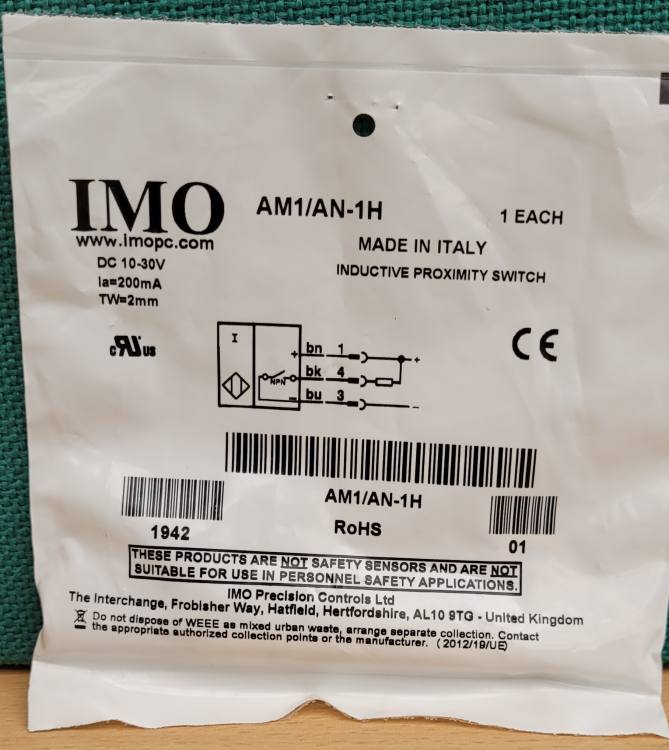 IMO
AM1/AN-1H
1 EACH
www.imopc.com
MADE IN ITALY
DC 10-30V
INDUCTIVE PROXIMITY SWITCH
Ia=200mA
TW=2mm
c RU us
CE
I
+ bn 1 +
NPN bk 4
- bu 3 -
AM1/AN-1H
1942
RoHS
01
THESE PRODUCTS ARE NOT SAFETY SENSORS AND ARE NOT
SUITABLE FOR USE IN PERSONNEL SAFETY APPLICATIONS.
IMO Precision Controls Ltd
The Interchange, Frobisher Way, Hatfield, Hertfordshire, AL10 9TG - United Kingdom
Do not dispose of WEEE as mixed urban waste, arrange separate collection. Contact
the appropriate authorized collection points or the manufacturer. (2012/19/UE)